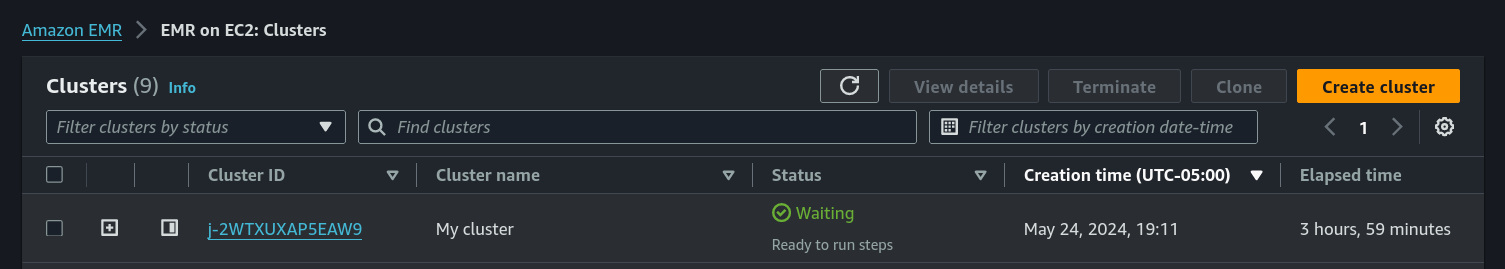 Amazon EMR > EMR on EC2: Clusters
Clusters (9) Info View details Terminate Clone Create cluster
Filter clusters by status Find clusters Filter clusters by creation date-time 1
Cluster ID Cluster name Status Creation time (UTC-05:00) Elapsed time
j-2WTXUXAP5EAW9 My cluster Waiting May 24, 2024, 19:11 3 hours, 59 minutes
Ready to run steps